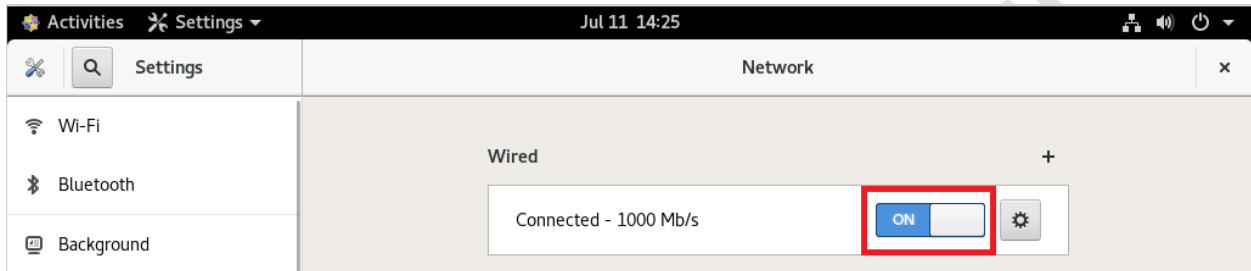 Activities Settings Jul 11 14:25
Settings Network
Wi-Fi
Wired
Bluetooth
Connected - 1000 Mb/s ON
Background